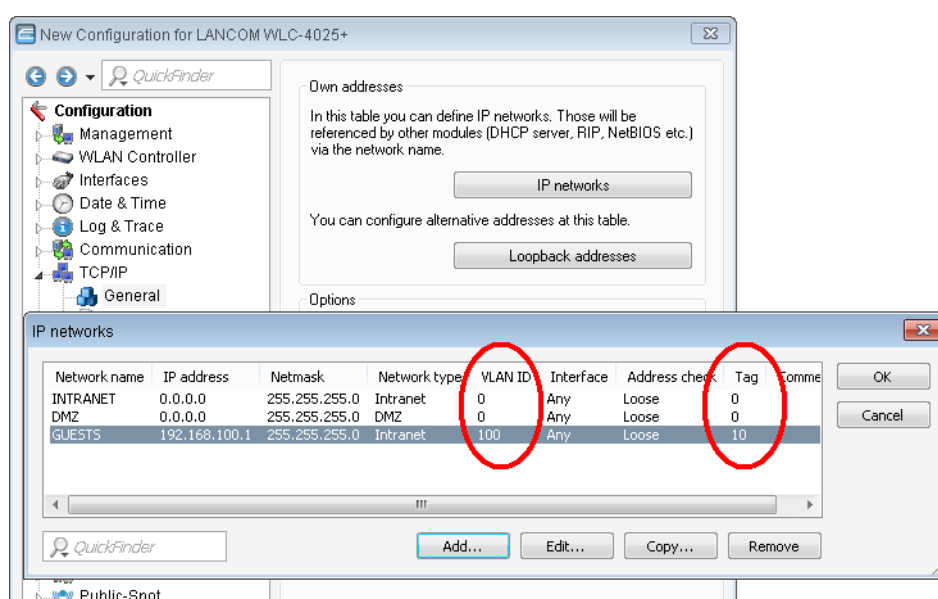 New Configuration for LANCOM WLC-4025+
QuickFinder
Configuration
Management
WLAN Controller
Interfaces
Date & Time
Log & Trace
Communication
TCP/IP
General
Own addresses
In this table you can define IP networks. Those will be
referenced by other modules (DHCP server, RIP, NetBIOS etc.)
via the network name.
IP networks
You can configure alternative addresses at this table.
Loopback addresses
Options
IP networks
Network name IP address Netmask Network type VLAN ID Interface Address check Tag Comme
INTRANET 0.0.0.0 255.255.255.0 Intranet 0 Any Loose 0
DMZ 0.0.0.0 255.255.255.0 DMZ 0 Any Loose 0
GUESTS 192.168.100.1 255.255.255.0 Intranet 100 Any Loose 10
OK
Cancel
QuickFinder
Add...
Edit...
Copy...
Remove
Public-Spot